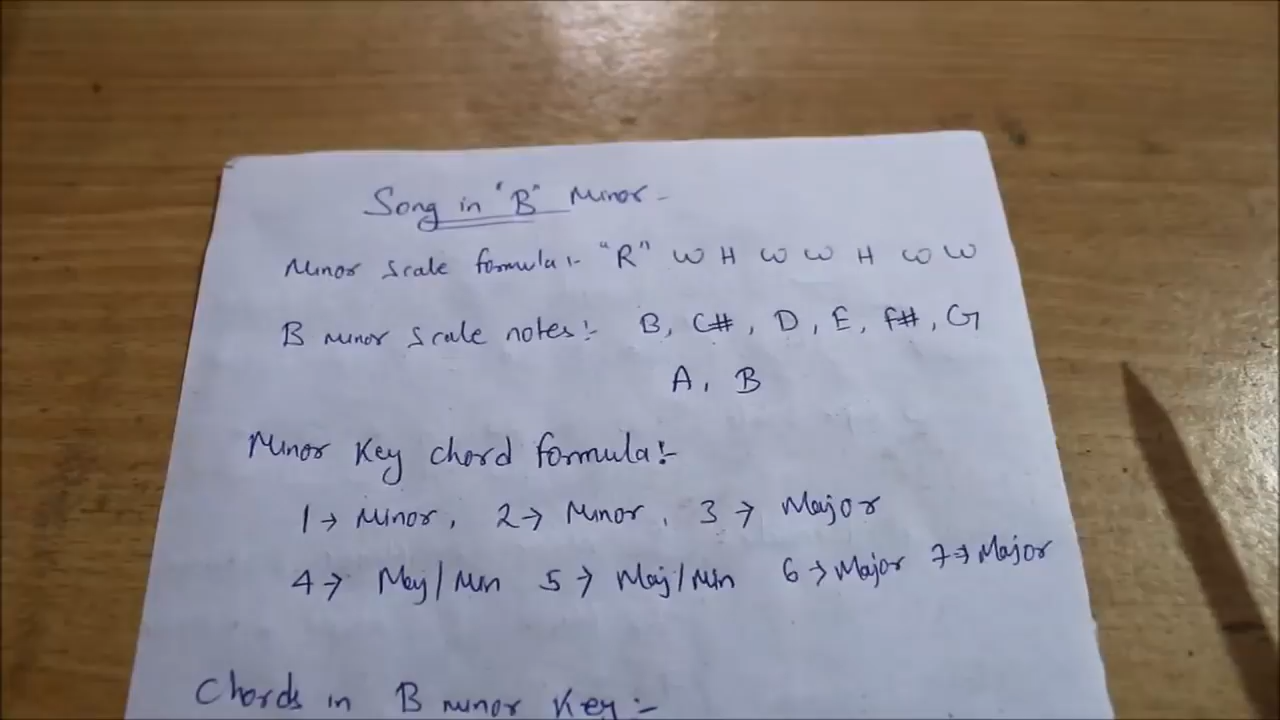 Song in "B" Minor -
Minor scale formula :- "R" W H W W H W W
B minor scale notes :- B, C#, D, E, F#, G
A, B
Minor Key chord formula :-
1 → Minor, 2 → Minor, 3 → Major
4 → Maj/Min 5 → Maj/Min 6 → Major 7 → Major
Chords in B minor Key :-